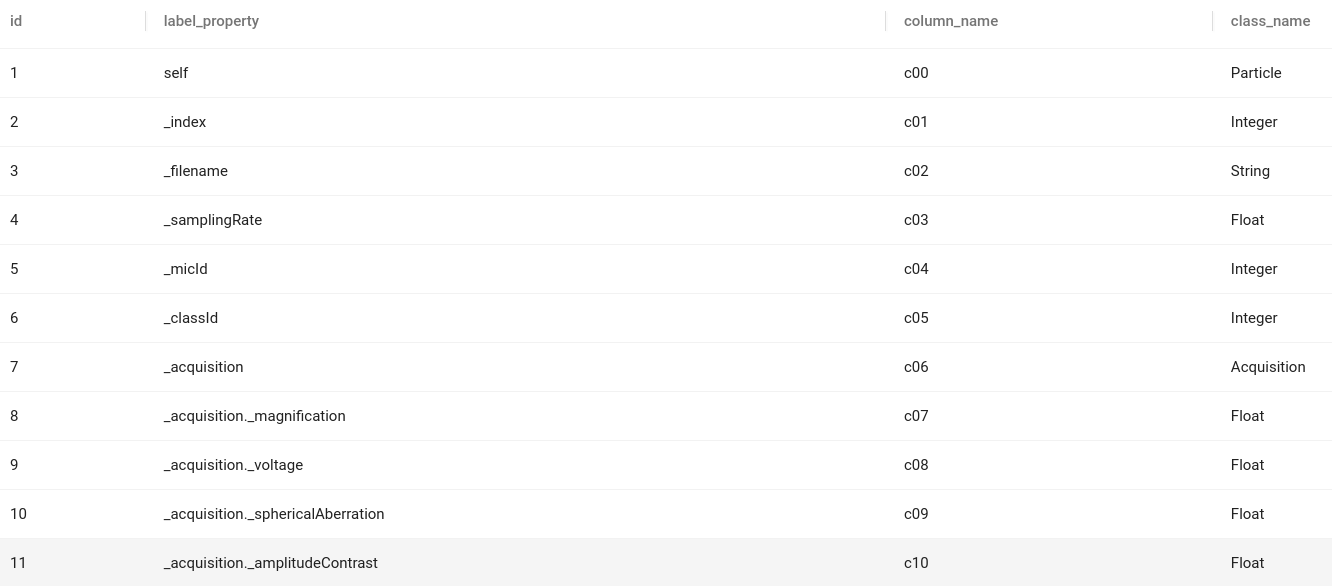 id label_property column_name class_name
1 self c00 Particle
2 _index c01 Integer
3 _filename c02 String
4 _samplingRate c03 Float
5 _micId c04 Integer
6 _classId c05 Integer
7 _acquisition c06 Acquisition
8 _acquisition._magnification c07 Float
9 _acquisition._voltage c08 Float
10 _acquisition._sphericalAberration c09 Float
11 _acquisition._amplitudeContrast c10 Float